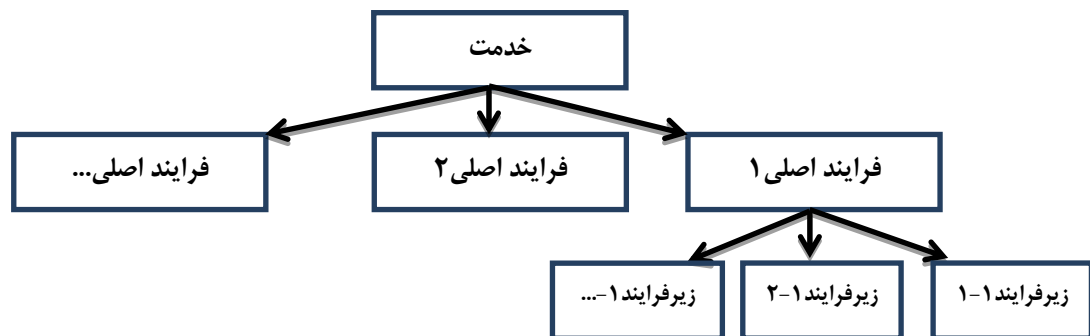 خدمت
فرایند اصلی۱
فرایند اصلی۲
فرایند اصلی...
زیرفرایند۱-۱
زیرفرایند۱-۲
زیرفرایند۱-...